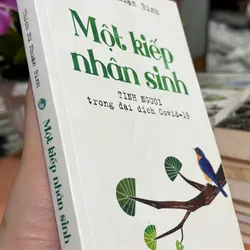 Một kiếp
nhân sinh
TÌNH NGƯỜI
trong đại dịch Covid-19
Một kiếp nhân sinh